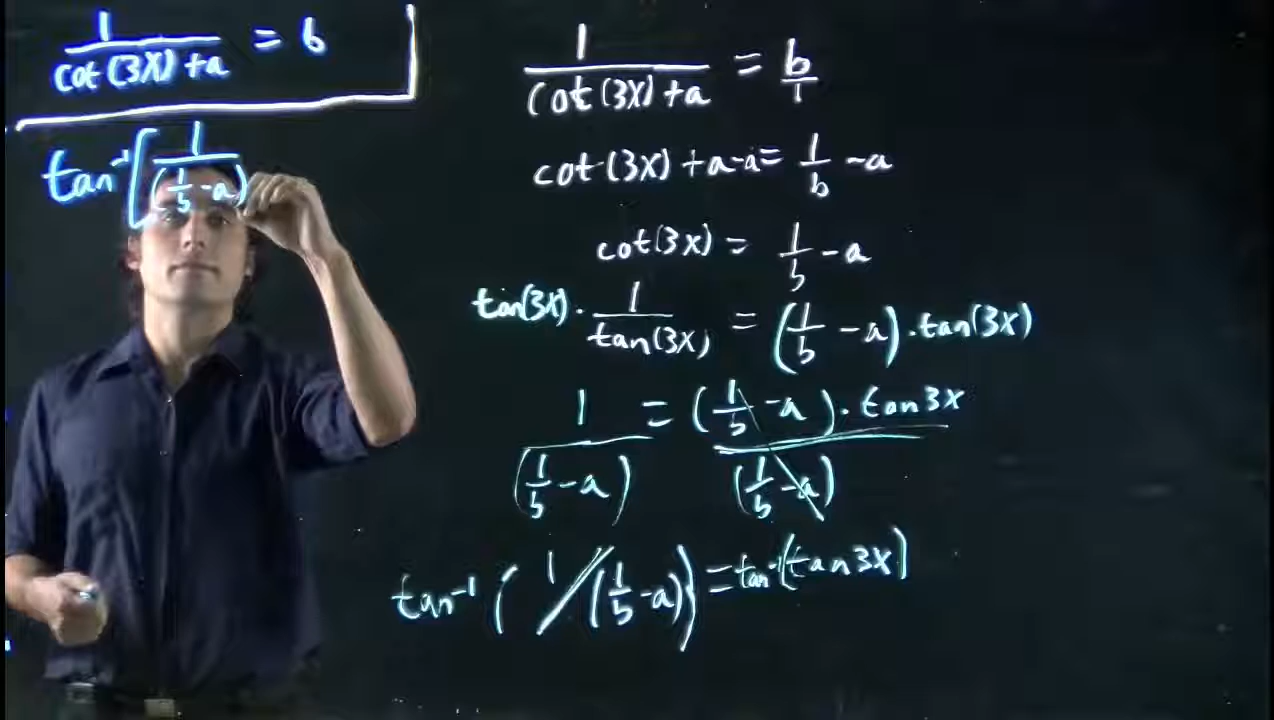 1/(cot(3x)+a) = b
tan⁻¹[1/(1/b -a)
1/(cot(3x)+a) = b/1
cot(3x)+a-a = 1/b -a
cot(3x) = 1/b -a
tan(3x)·1/tan(3x) = (1/b -a)·tan(3x)
1/(1/b -a) = (1/b -a)·tan3x/(1/b -a)
tan⁻¹(1/(1/b -a)) = tan⁻¹(tan3x)